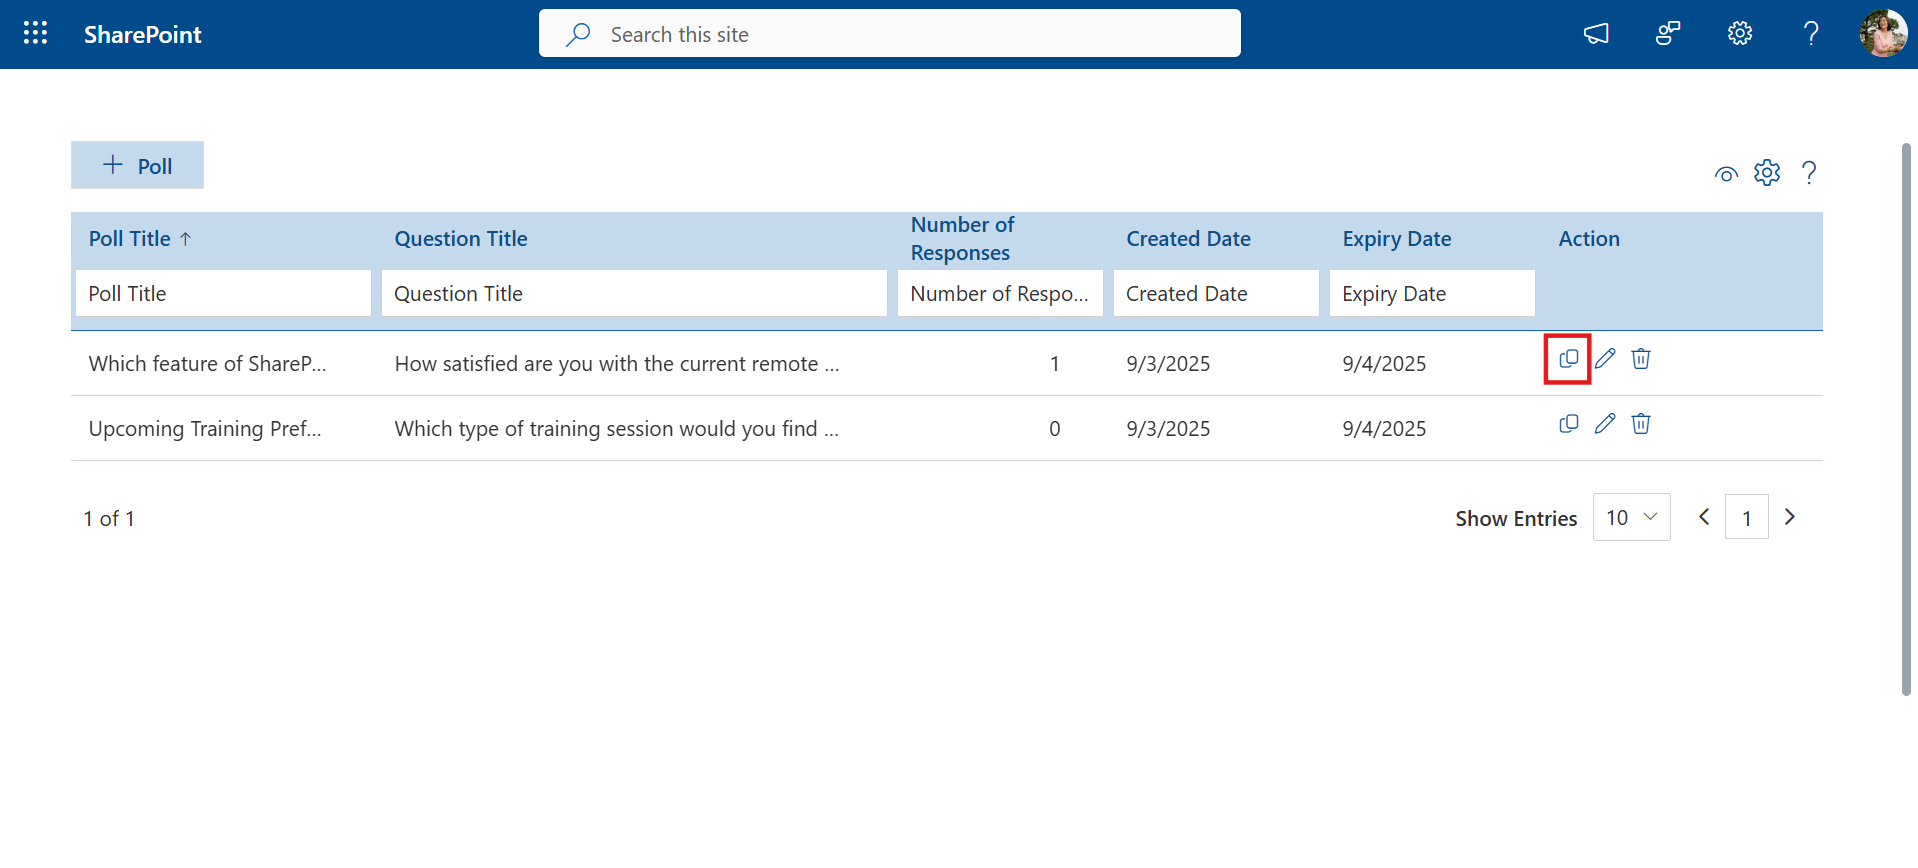 SharePoint
Search this site
Poll
Poll Title
Question Title
Number of
Responses
Created Date
Expiry Date
Action
Poll Title
Question Title
Number of Respo...
Created Date
Expiry Date
Which feature of ShareP...
How satisfied are you with the current remote ...
1
9/3/2025
9/4/2025
Upcoming Training Pref...
Which type of training session would you find ...
0
9/3/2025
9/4/2025
1 of 1
Show Entries
10
1